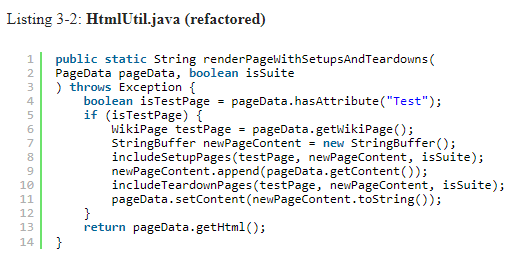 Listing 3-2: HtmlUtil.java (refactored)
1 public static String renderPageWithSetupsAndTeardowns(
2 PageData pageData, boolean isSuite
3 ) throws Exception {
4     boolean isTestPage = pageData.hasAttribute("Test");
5     if (isTestPage) {
6         WikiPage testPage = pageData.getWikiPage();
7         StringBuffer newPageContent = new StringBuffer();
8         includeSetupPages(testPage, newPageContent, isSuite);
9         newPageContent.append(pageData.getContent());
10         includeTeardownPages(testPage, newPageContent, isSuite);
11         pageData.setContent(newPageContent.toString());
12     }
13     return pageData.getHtml();
14 }